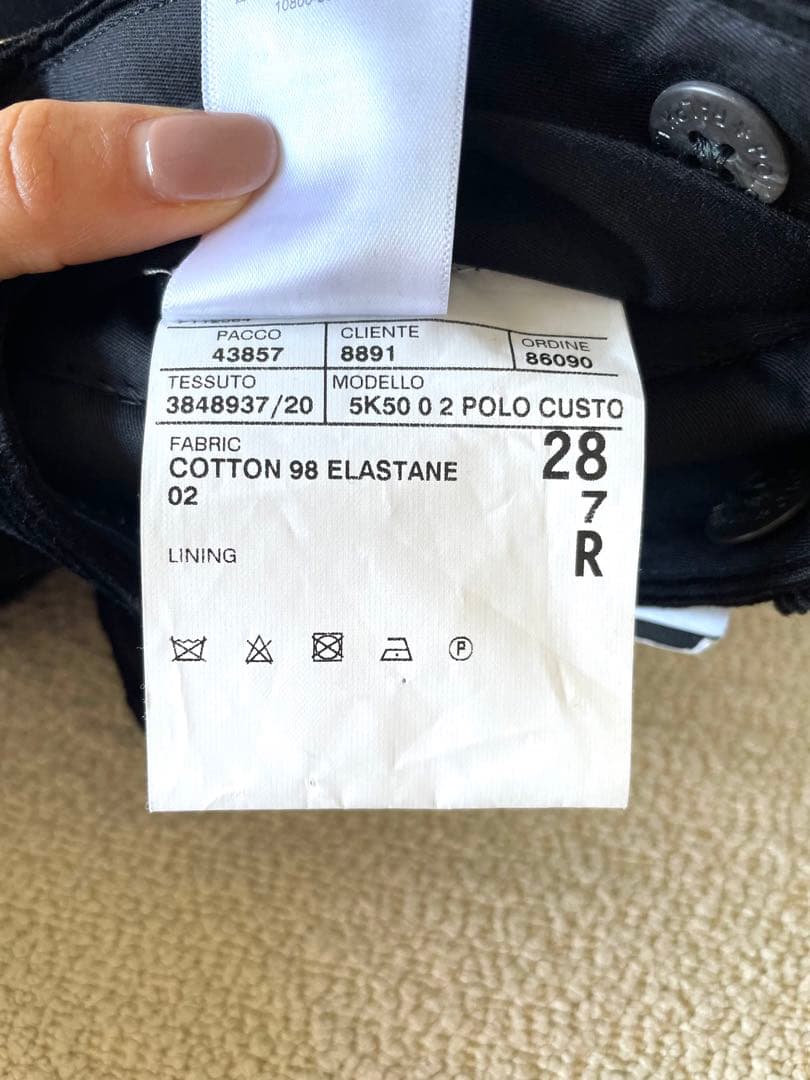 PACCO
43857
CLIENTE
8891
ORDINE
86090
TESSUTO
3848937/20
MODELLO
5K50 0 2 POLO CUSTO
FABRIC
COTTON 98 ELASTANE
02
28
7
R
LINING
P